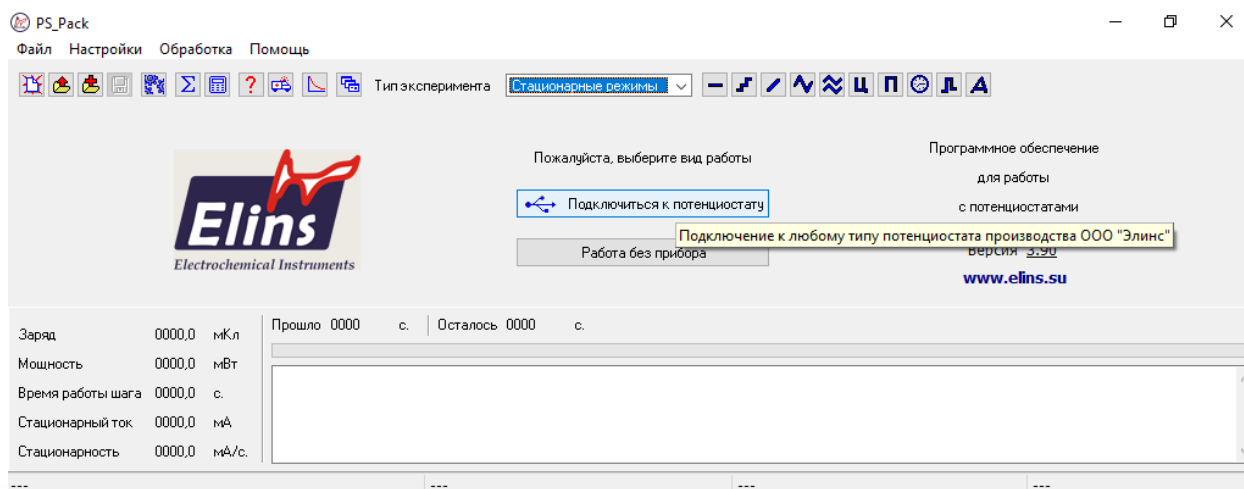 PS_Pack
Файл Настройки Обработка Помощь
Тип эксперимента Стационарные режимы Ц П Д
Elins
Electrochemical Instruments
Пожалуйста, выберите вид работы
Подключиться к потенциостату
Работа без прибора
Программное обеспечение
для работы
с потенциостатами
Подключение к любому типу потенциостата производства ООО "Элинс"
Версия 3.90
www.elins.su
Заряд 0000,0 мКл
Мощность 0000,0 мВт
Время работы шага 0000,0 с.
Стационарный ток 0000,0 мА
Стационарность 0000,0 мА/с.
Прошло 0000 с. Осталось 0000 с.
--- --- --- ---